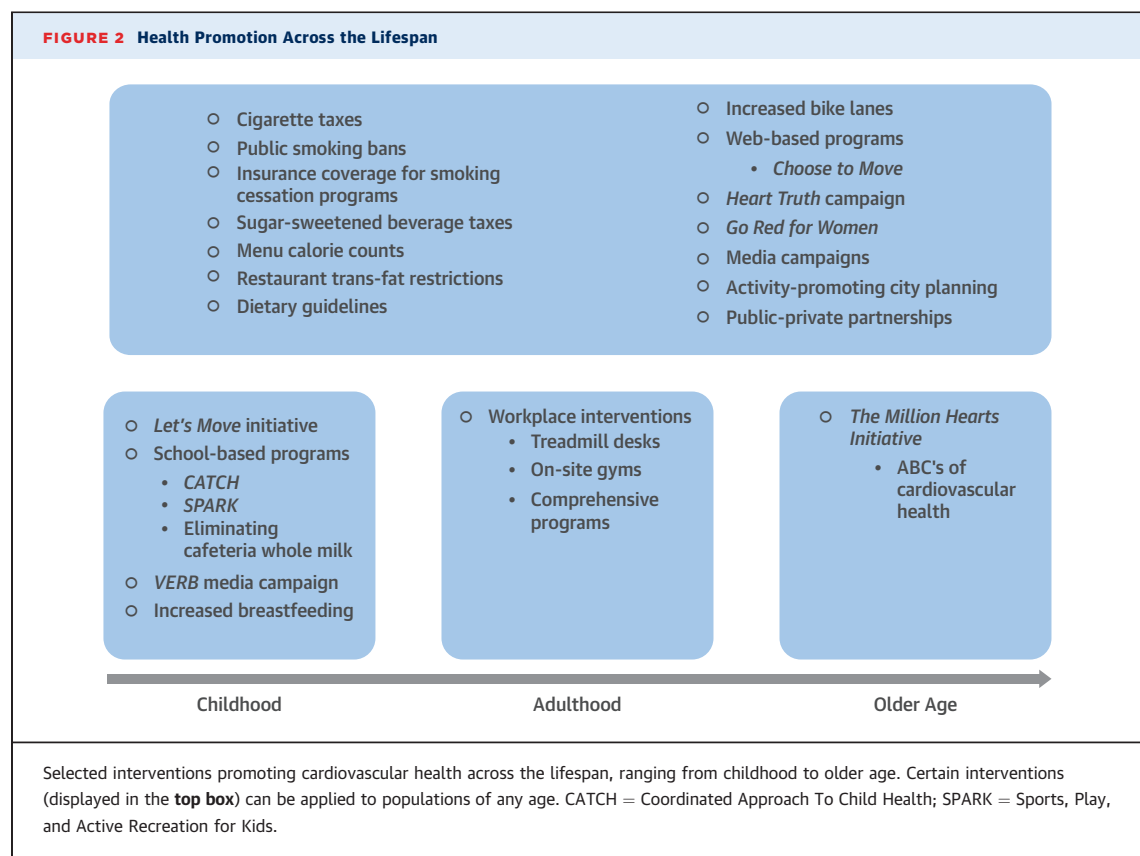 FIGURE 2 Health Promotion Across the Lifespan
○ Cigarette taxes
○ Public smoking bans
○ Insurance coverage for smoking
cessation programs
○ Sugar-sweetened beverage taxes
○ Menu calorie counts
○ Restaurant trans-fat restrictions
○ Dietary guidelines
○ Increased bike lanes
○ Web-based programs
• Choose to Move
○ Heart Truth campaign
○ Go Red for Women
○ Media campaigns
○ Activity-promoting city planning
○ Public-private partnerships
○ Let's Move initiative
○ School-based programs
• CATCH
• SPARK
• Eliminating
cafeteria whole milk
○ VERB media campaign
○ Increased breastfeeding
○ Workplace interventions
• Treadmill desks
• On-site gyms
• Comprehensive
programs
○ The Million Hearts
Initiative
• ABC's of
cardiovascular
health
Childhood
Adulthood
Older Age
Selected interventions promoting cardiovascular health across the lifespan, ranging from childhood to older age. Certain interventions
(displayed in the top box) can be applied to populations of any age. CATCH = Coordinated Approach To Child Health; SPARK = Sports, Play,
and Active Recreation for Kids.